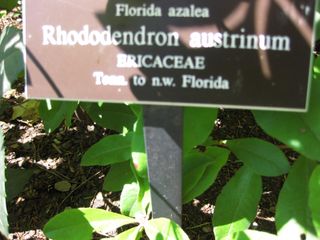 Florida azalea
Rhododendron austrinum
ERICACEAE
Tenn. to n.w. Florida